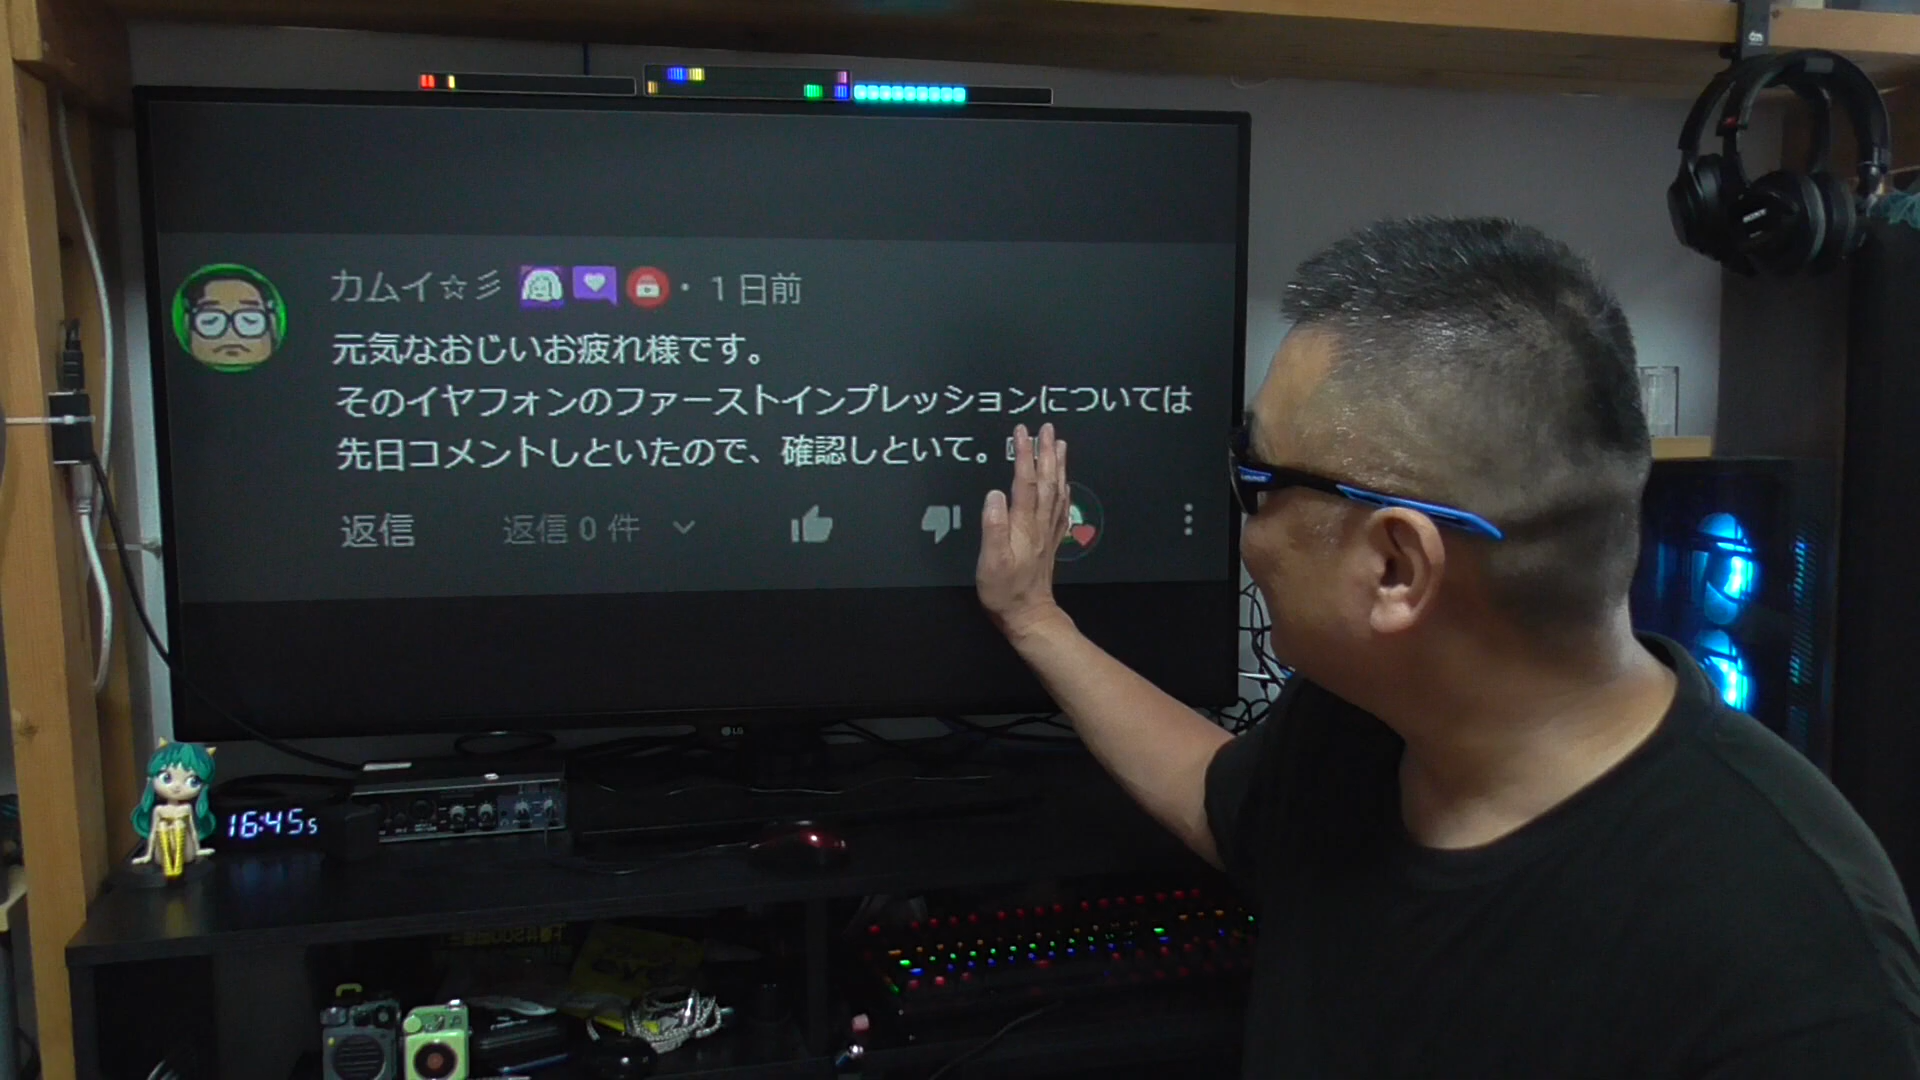 カムイ☆彡 ・ 1 日前
元気なおじいお疲れ様です。
そのイヤフォンのファーストインプレッションについては
先日コメントしといたので、確認しといて。
返信 返信 0 件
LG
16:45 5
SONY